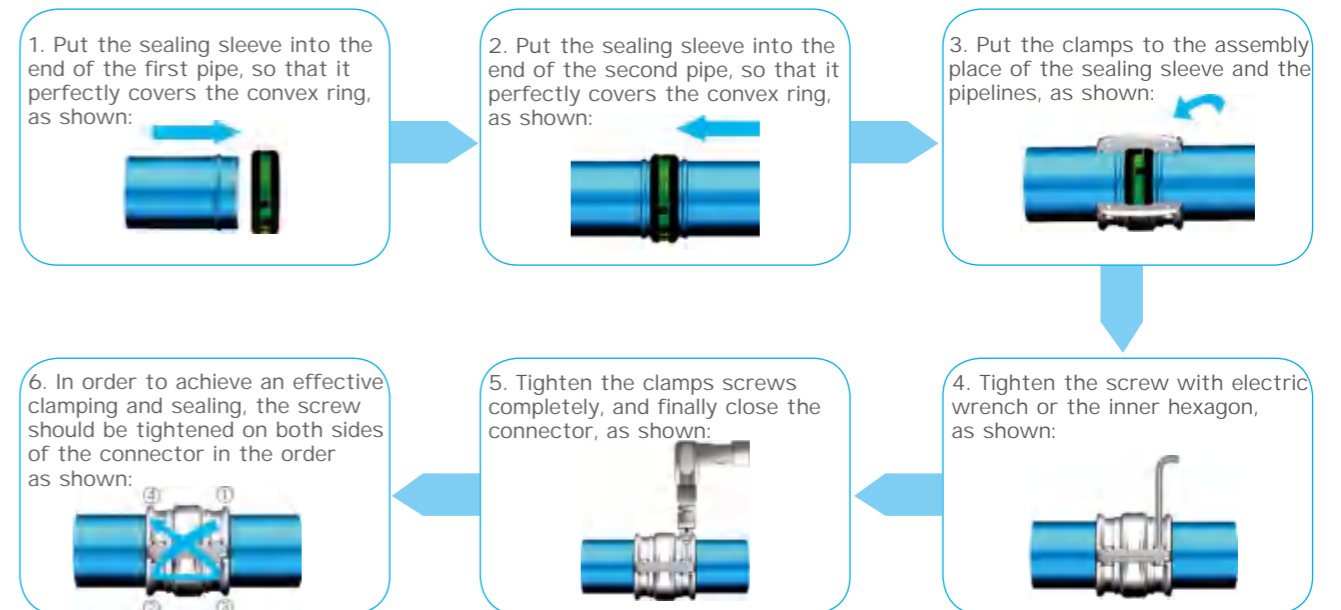 1. Put the sealing sleeve into the
end of the first pipe, so that it
perfectly covers the convex ring,
as shown:
2. Put the sealing sleeve into the
end of the second pipe, so that it
perfectly covers the convex ring,
as shown:
3. Put the clamps to the assembly
place of the sealing sleeve and the
pipelines, as shown:
4. Tighten the screw with electric
wrench or the inner hexagon,
as shown:
5. Tighten the clamps screws
completely, and finally close the
connector, as shown:
6. In order to achieve an effective
clamping and sealing, the screw
should be tightened on both sides
of the connector in the order
as shown:
④ ①